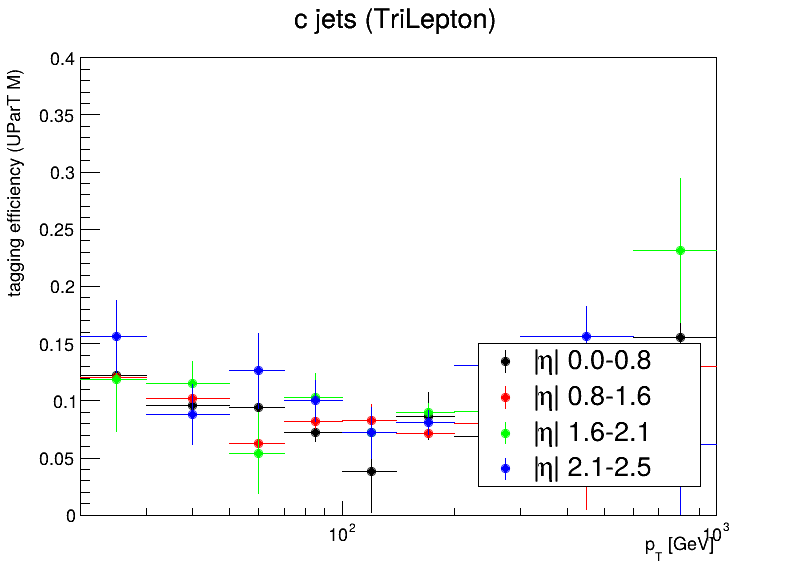 c jets (TriLepton)
tagging efficiency (UParT M)
0.4
0.35
0.3
0.25
0.2
0.15
0.1
0.05
0
|η| 0.0-0.8
|η| 0.8-1.6
|η| 1.6-2.1
|η| 2.1-2.5
10²
10³
p_T [GeV]